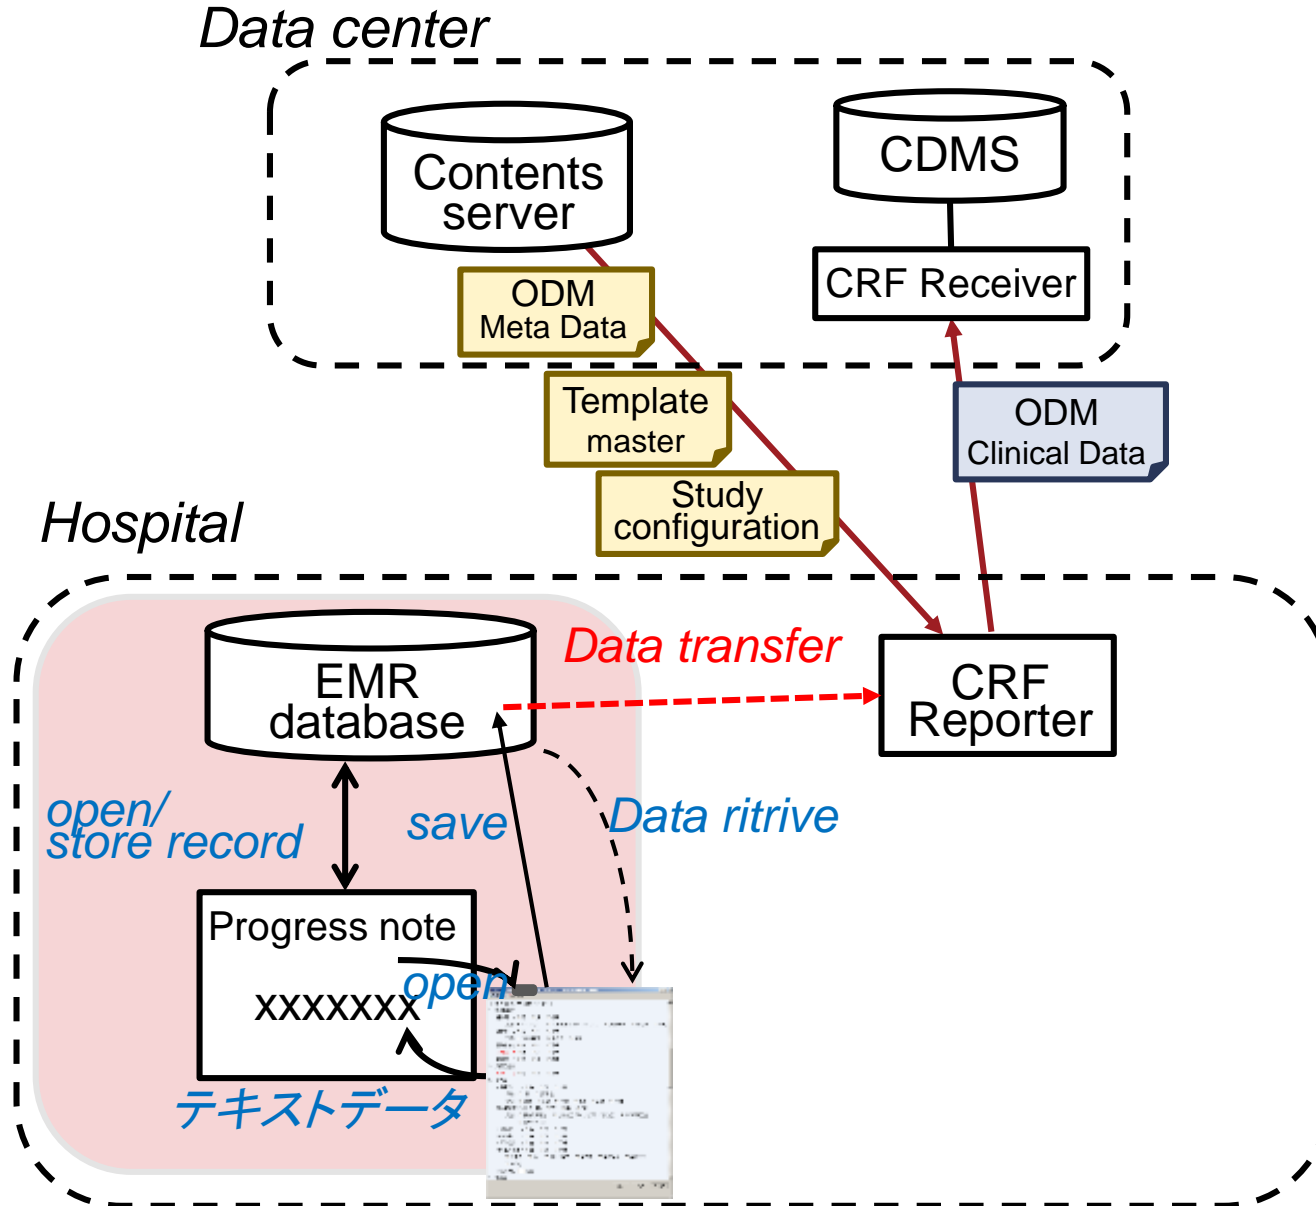 Data center
Contents
server
CDMS
CRF Receiver
ODM
Meta Data
Template
master
Study
configuration
ODM
Clinical Data
Hospital
EMR
database
Data transfer
CRF
Reporter
open/
store record
save
Data ritrive
Progress note
open
xxxxxxx
テキストデータ